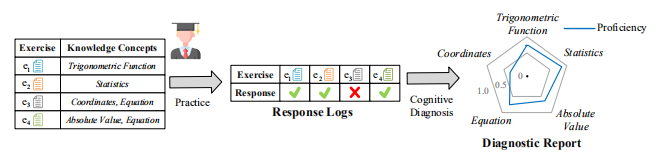 Exercise Knowledge Concepts
e1 Trigonometric Function
e2 Statistics
e3 Coordinates, Equation
e4 Absolute Value, Equation
Practice
Exercise e1 e2 e3 e4
Response
Response Logs
Cognitive
Diagnosis
Trigonometric
Function
Proficiency
Coordinates
Statistics
0
0.5
1.0
Equation
Absolute
Value
Diagnostic Report